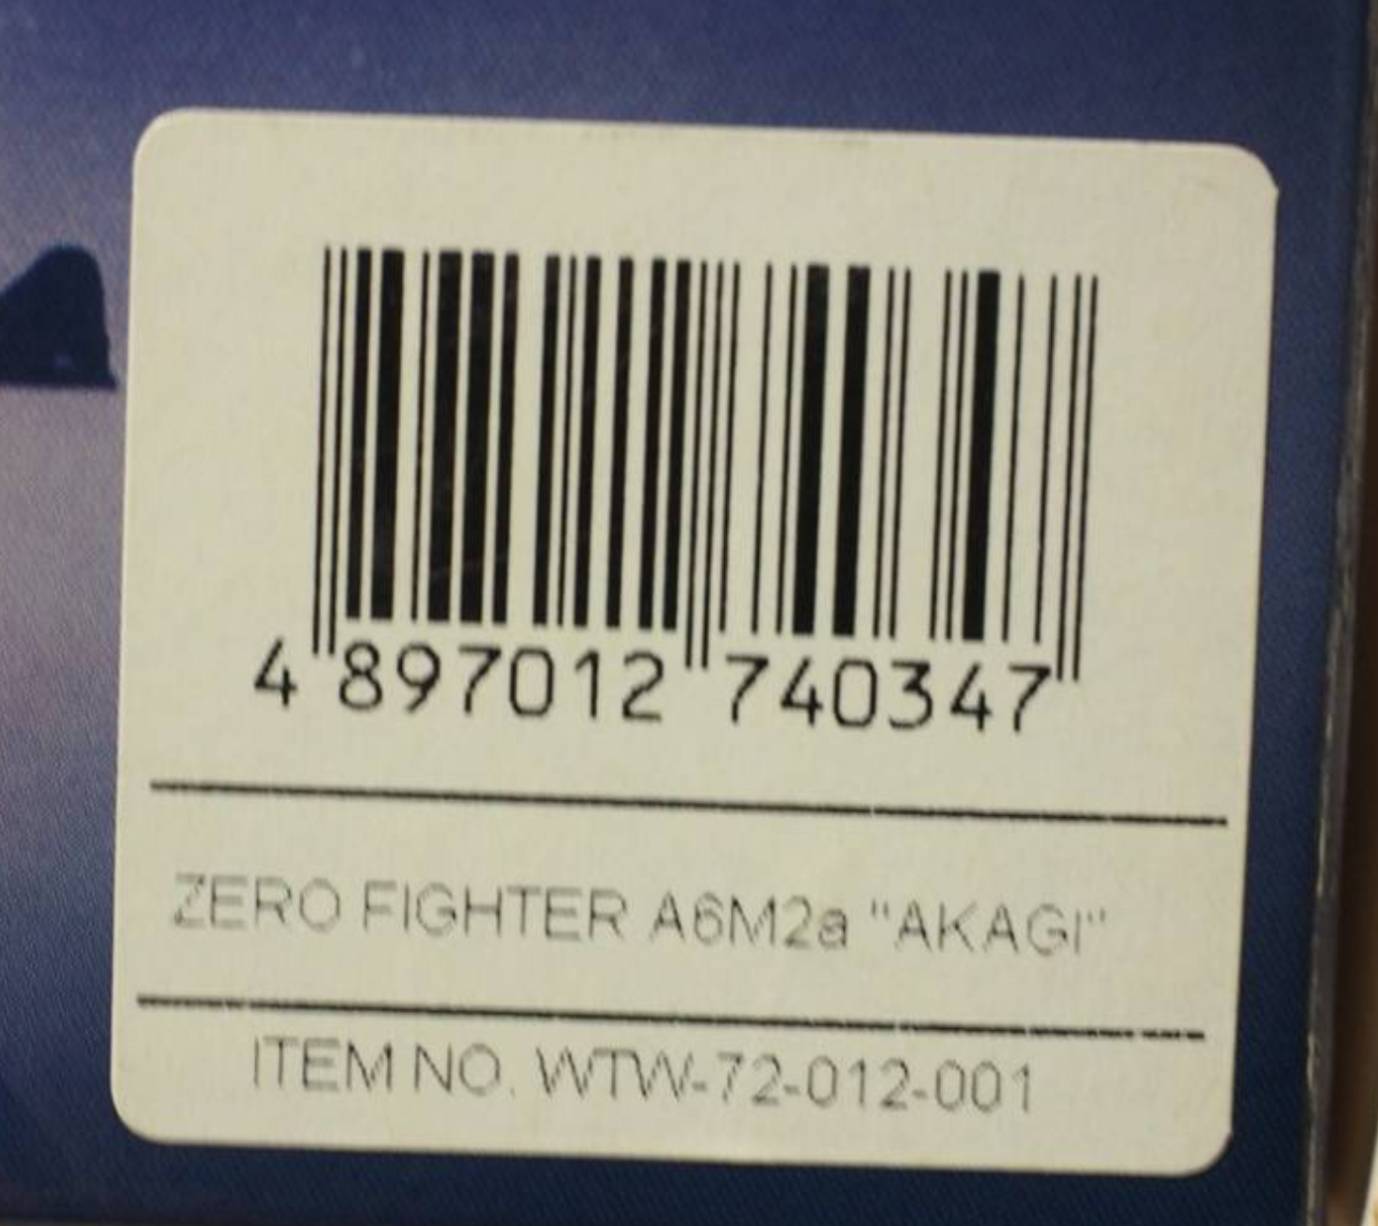 4 897012 740347
ZERO FIGHTER A6M2a "AKAGI"
ITEM NO. WTW-72-012-001